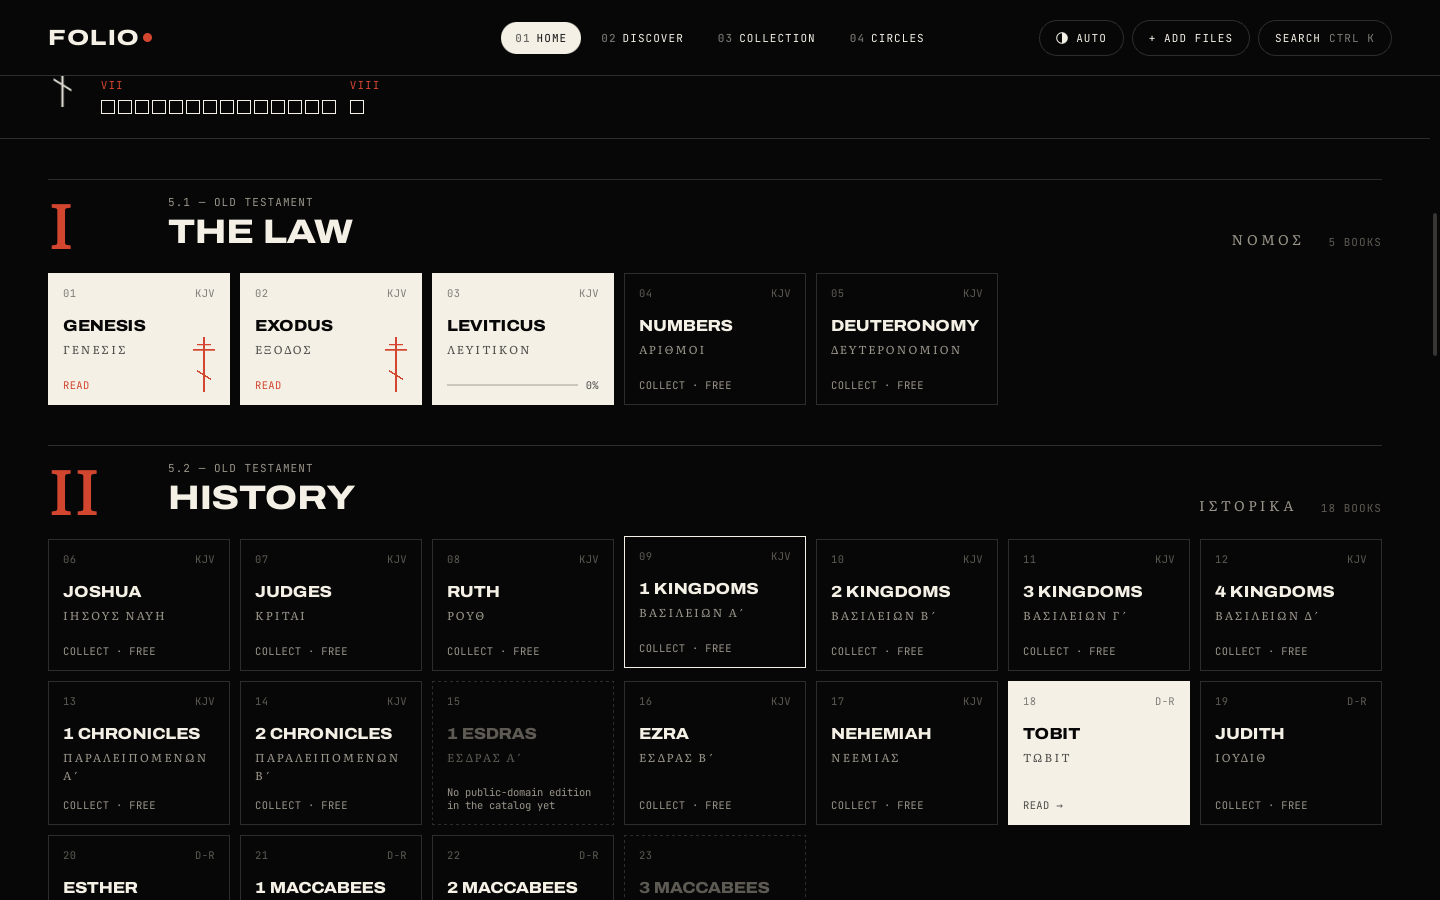 FOLIO
01 HOME
02 DISCOVER
03 COLLECTION
04 CIRCLES
AUTO
+ ADD FILES
SEARCH CTRL K
VII
VIII
I
5.1 — OLD TESTAMENT
THE LAW
ΝΟΜΟΣ
5 BOOKS
01 KJV
GENESIS
ΓΕΝΕΣΙΣ
READ
02 KJV
EXODUS
ΕΞΟΔΟΣ
READ
03 KJV
LEVITICUS
ΛΕΥΙΤΙΚΟΝ
0%
04 KJV
NUMBERS
ΑΡΙΘΜΟΙ
COLLECT · FREE
05 KJV
DEUTERONOMY
ΔΕΥΤΕΡΟΝΟΜΙΟΝ
COLLECT · FREE
II
5.2 — OLD TESTAMENT
HISTORY
ΙΣΤΟΡΙΚΑ
18 BOOKS
06 KJV
JOSHUA
ΙΗΣΟΥΣ ΝΑΥΗ
COLLECT · FREE
07 KJV
JUDGES
ΚΡΙΤΑΙ
COLLECT · FREE
08 KJV
RUTH
ΡΟΥΘ
COLLECT · FREE
09 KJV
1 KINGDOMS
ΒΑΣΙΛΕΙΩΝ Α΄
COLLECT · FREE
10 KJV
2 KINGDOMS
ΒΑΣΙΛΕΙΩΝ Β΄
COLLECT · FREE
11 KJV
3 KINGDOMS
ΒΑΣΙΛΕΙΩΝ Γ΄
COLLECT · FREE
12 KJV
4 KINGDOMS
ΒΑΣΙΛΕΙΩΝ Δ΄
COLLECT · FREE
13 KJV
1 CHRONICLES
ΠΑΡΑΛΕΙΠΟΜΕΝΩΝ
Α΄
COLLECT · FREE
14 KJV
2 CHRONICLES
ΠΑΡΑΛΕΙΠΟΜΕΝΩΝ
Β΄
COLLECT · FREE
15
1 ESDRAS
ΕΣΔΡΑΣ Α΄
No public-domain edition
in the catalog yet
16 KJV
EZRA
ΕΣΔΡΑΣ Β΄
COLLECT · FREE
17 KJV
NEHEMIAH
ΝΕΕΜΙΑΣ
COLLECT · FREE
18 D-R
TOBIT
ΤΩΒΙΤ
READ →
19 D-R
JUDITH
ΙΟΥΔΙΘ
COLLECT · FREE
20 D-R
ESTHER
21 D-R
1 MACCABEES
22 D-R
2 MACCABEES
23
3 MACCABEES